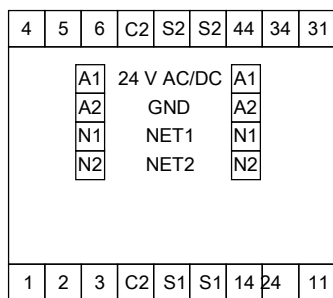 4 5 6 C2 S2 S2 44 34 31
A1 24 V AC/DC A1
A2 GND A2
N1 NET1 N1
N2 NET2 N2
1 2 3 C2 S1 S1 14 24 11